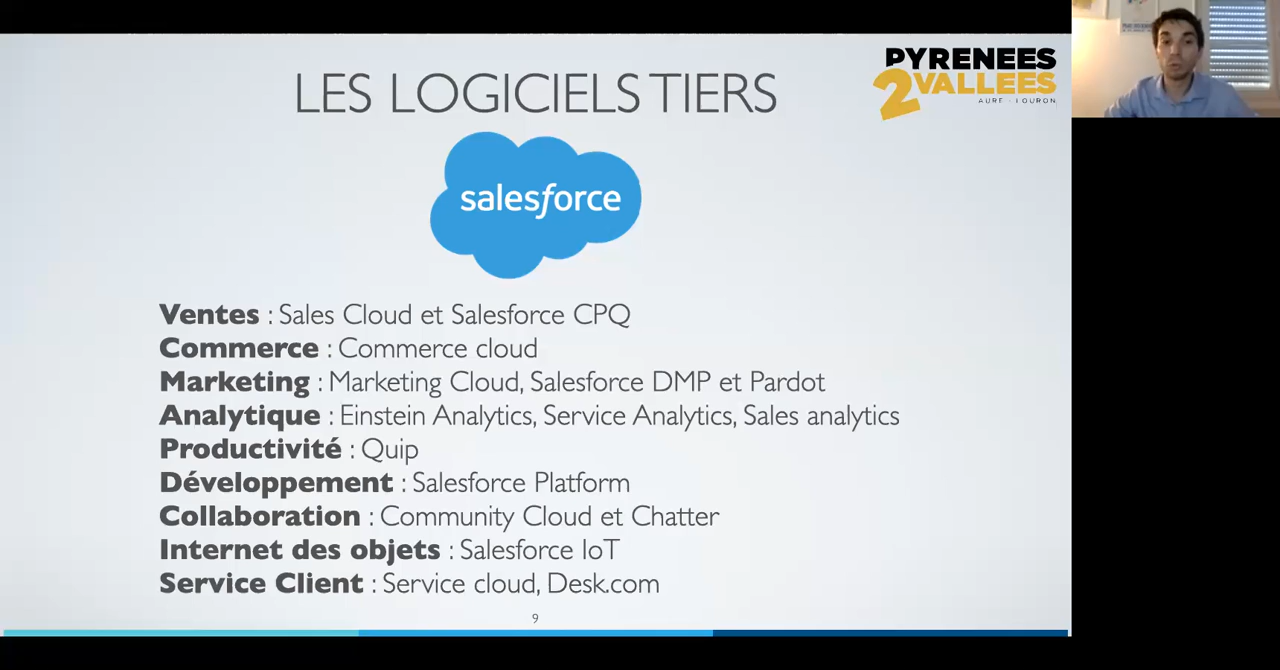 LES LOGICIELS TIERS
PYRENEES
2VALLEES
AURE LOURON
salesforce
Ventes : Sales Cloud et Salesforce CPQ
Commerce : Commerce cloud
Marketing : Marketing Cloud, Salesforce DMP et Pardot
Analytique : Einstein Analytics, Service Analytics, Sales analytics
Productivité : Quip
Développement : Salesforce Platform
Collaboration : Community Cloud et Chatter
Internet des objets : Salesforce IoT
Service Client : Service cloud, Desk.com
9